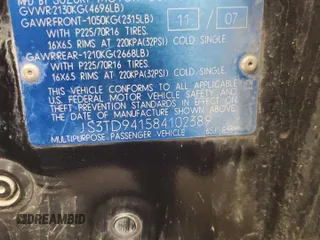 GVWR2130KG(4696LB)
GAWRFRONT-1050KG(2315LB)
11 / 07
WITH P225/70R16 TIRES
16X6.5 RIMS AT 220KPA(32PSI) COLD SINGLE
GAWRREAR-1210KG(2668LB)
WITH P225/70R16 TIRES
16X6.5 RIMS AT 220KPA(32PSI) COLD SINGLE
THIS VEHICLE CONFORMS TO ALL APPLICABLE
U.S. FEDERAL MOTOR VEHICLE SAFETY AND
THEFT PREVENTION STANDARDS IN EFFECT ON
THE DATE OF MANUFACTURE SHOWN ABOVE.
JS3TD941584102389
MULTIPURPOSE PASSENGER VEHICLE
DREAMBID